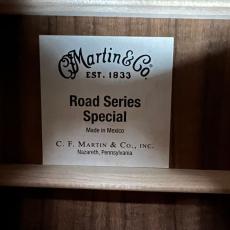 Martin & Co.
EST. 1833
Road Series
Special
Made in Mexico
C. F. Martin & Co., Inc.
Nazareth, Pennsylvania